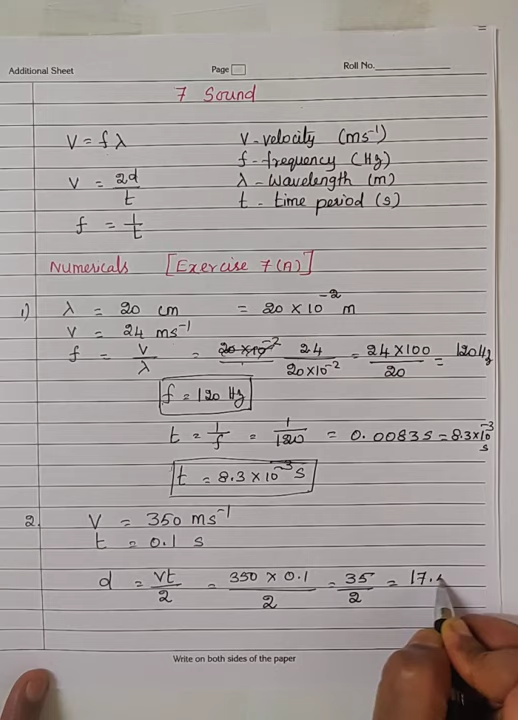 Additional Sheet Page Roll No.
7 Sound
V = fλ V - velocity (ms⁻¹)
f - frequency (Hz)
V = 2d/t λ - Wavelength (m)
t - time period (s)
f = 1/t
Numericals [Exercise 7(A)]
1) λ = 20 cm = 20 × 10⁻² m
V = 24 ms⁻¹
f = V/λ = 24/20×10⁻² = 24×100/20 = 120 Hz
f = 120 Hz
t = 1/f = 1/120 = 0.0083 s = 8.3×10⁻³ s
t = 8.3 × 10⁻³ s
2. V = 350 ms⁻¹
t = 0.1 s
d = Vt/2 = 350 × 0.1/2 = 35/2 = 17.
Write on both sides of the paper